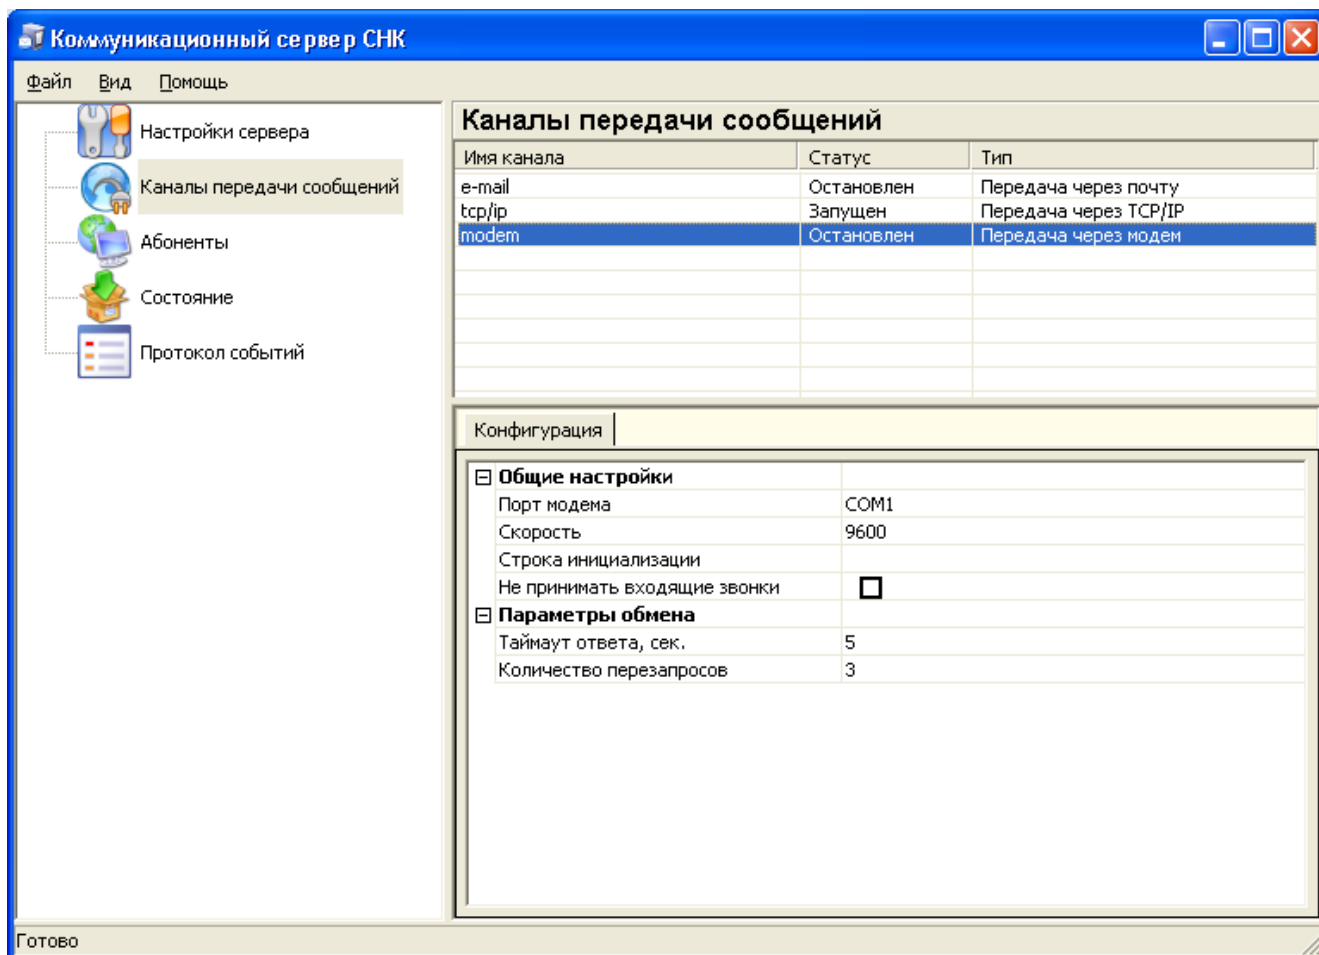 Коммуникационный сервер СНК
Файл Вид Помощь
Настройки сервера
Каналы передачи сообщений
Абоненты
Состояние
Протокол событий
Каналы передачи сообщений
Имя канала Статус Тип
e-mail Остановлен Передача через почту
tcp/ip Запущен Передача через TCP/IP
modem Остановлен Передача через модем
Конфигурация
Общие настройки
Порт модема COM1
Скорость 9600
Строка инициализации
Не принимать входящие звонки
Параметры обмена
Таймаут ответа, сек. 5
Количество перезапросов 3
Готово